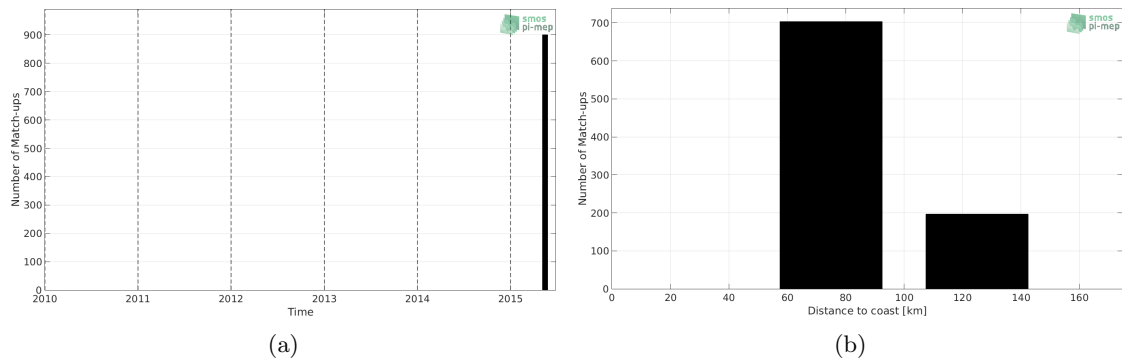 smos
pi-mep
900
800
700
600
500
400
300
200
100
0
Number of Match-ups
2010 2011 2012 2013 2014 2015
Time
(a)
smos
pi-mep
700
600
500
400
300
200
100
0
Number of Match-ups
0 20 40 60 80 100 120 140 160
Distance to coast [km]
(b)